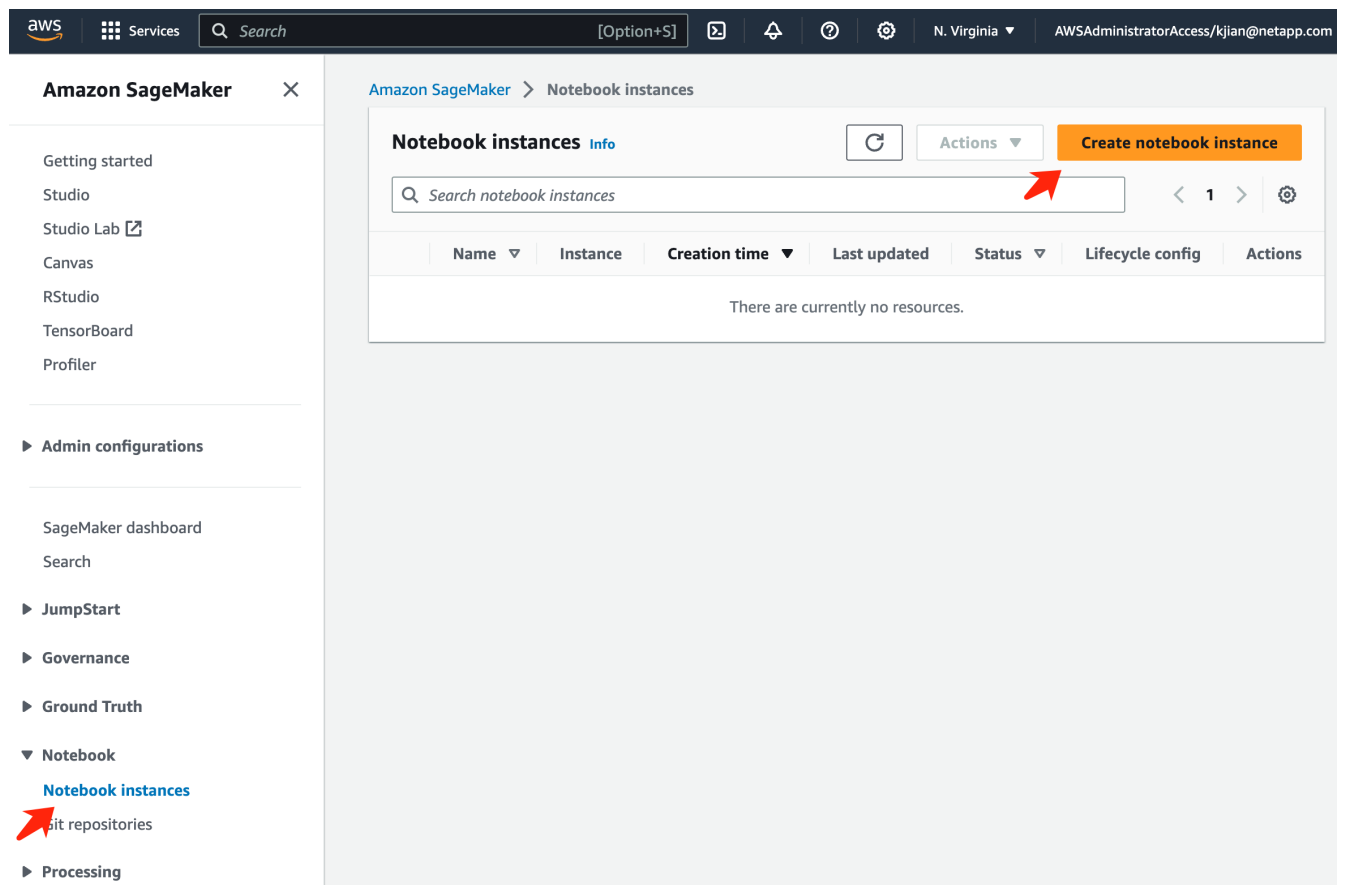 aws
Services
Search [Option+S]
N. Virginia
AWSAdministratorAccess/kjian@netapp.com
Amazon SageMaker
Getting started
Studio
Studio Lab
Canvas
RStudio
TensorBoard
Profiler
Admin configurations
SageMaker dashboard
Search
JumpStart
Governance
Ground Truth
Notebook
Notebook instances
Git repositories
Processing
Amazon SageMaker > Notebook instances
Notebook instances Info
Actions
Create notebook instance
Search notebook instances
1
Name Instance Creation time Last updated Status Lifecycle config Actions
There are currently no resources.